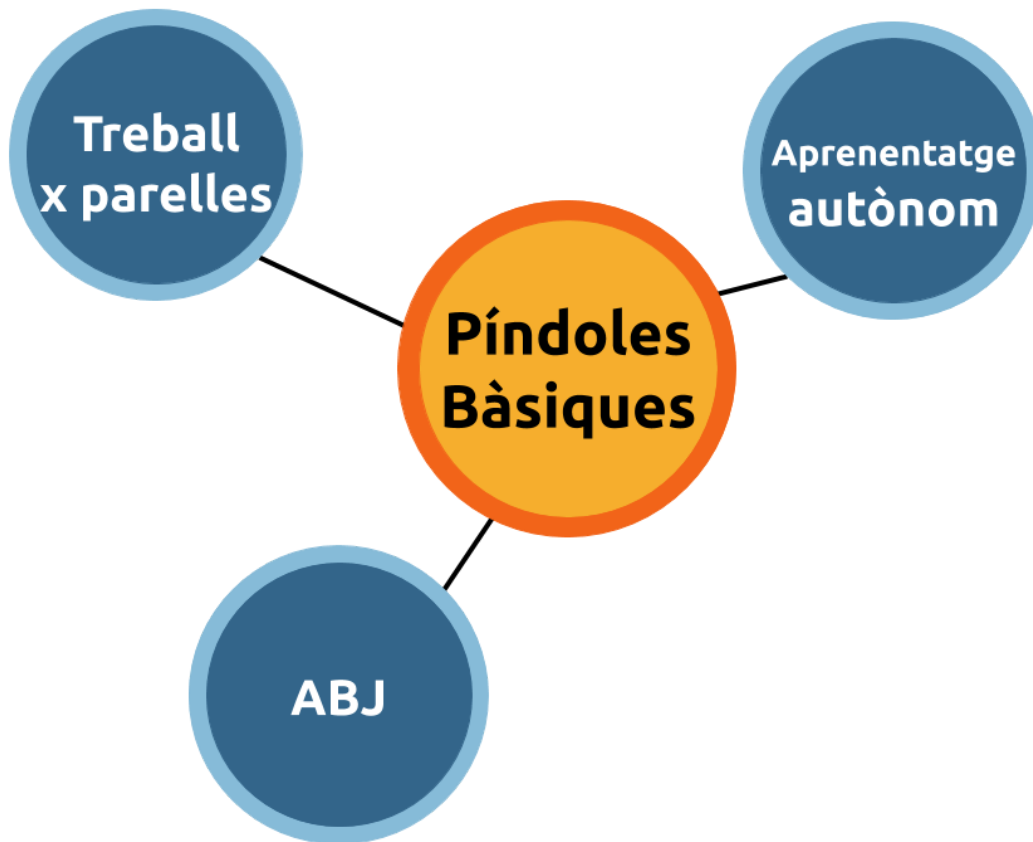 Treball
x parelles
Aprenentatge
autònom
Píndoles
Bàsiques
ABJ